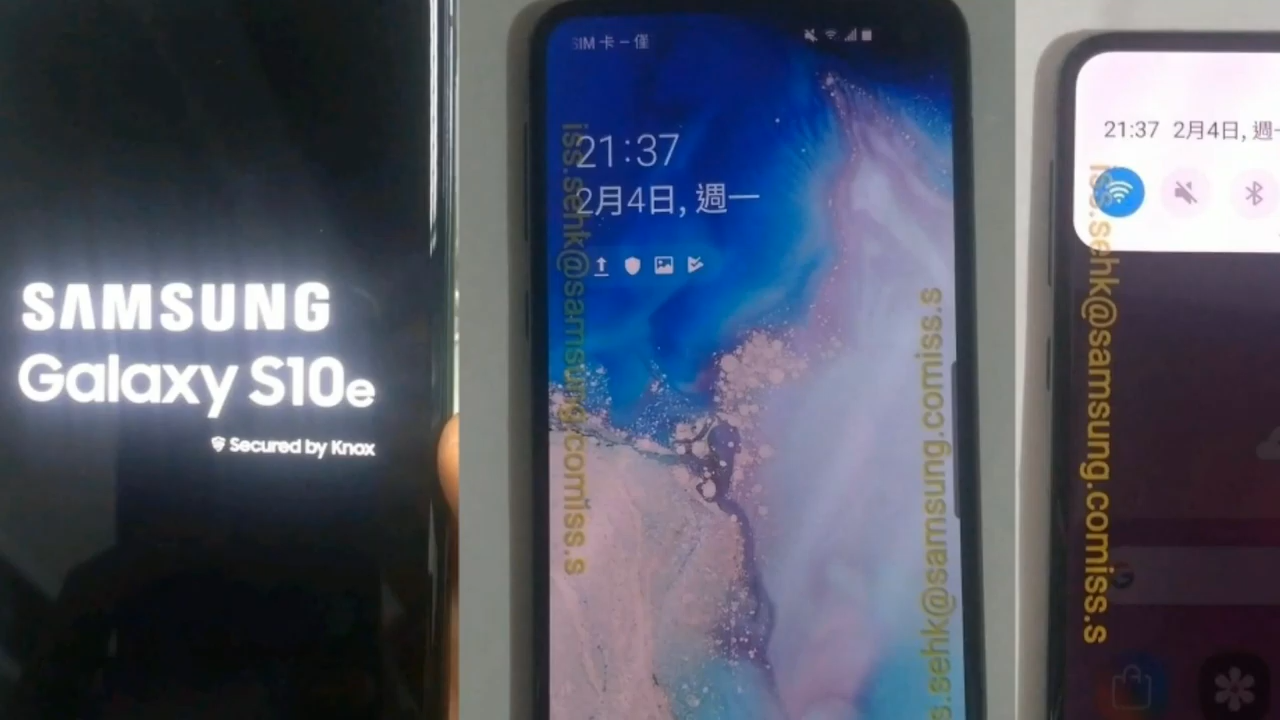 SAMSUNG
Galaxy S10e
Secured by Knox
SIM 卡 – 僅
21:37
2月4日, 週一
iss.sehk@samsung.comiss.s
s.sehk@samsung.comiss.s
21:37 2月4日, 週一
iss.sehk@samsung.comiss.s
G